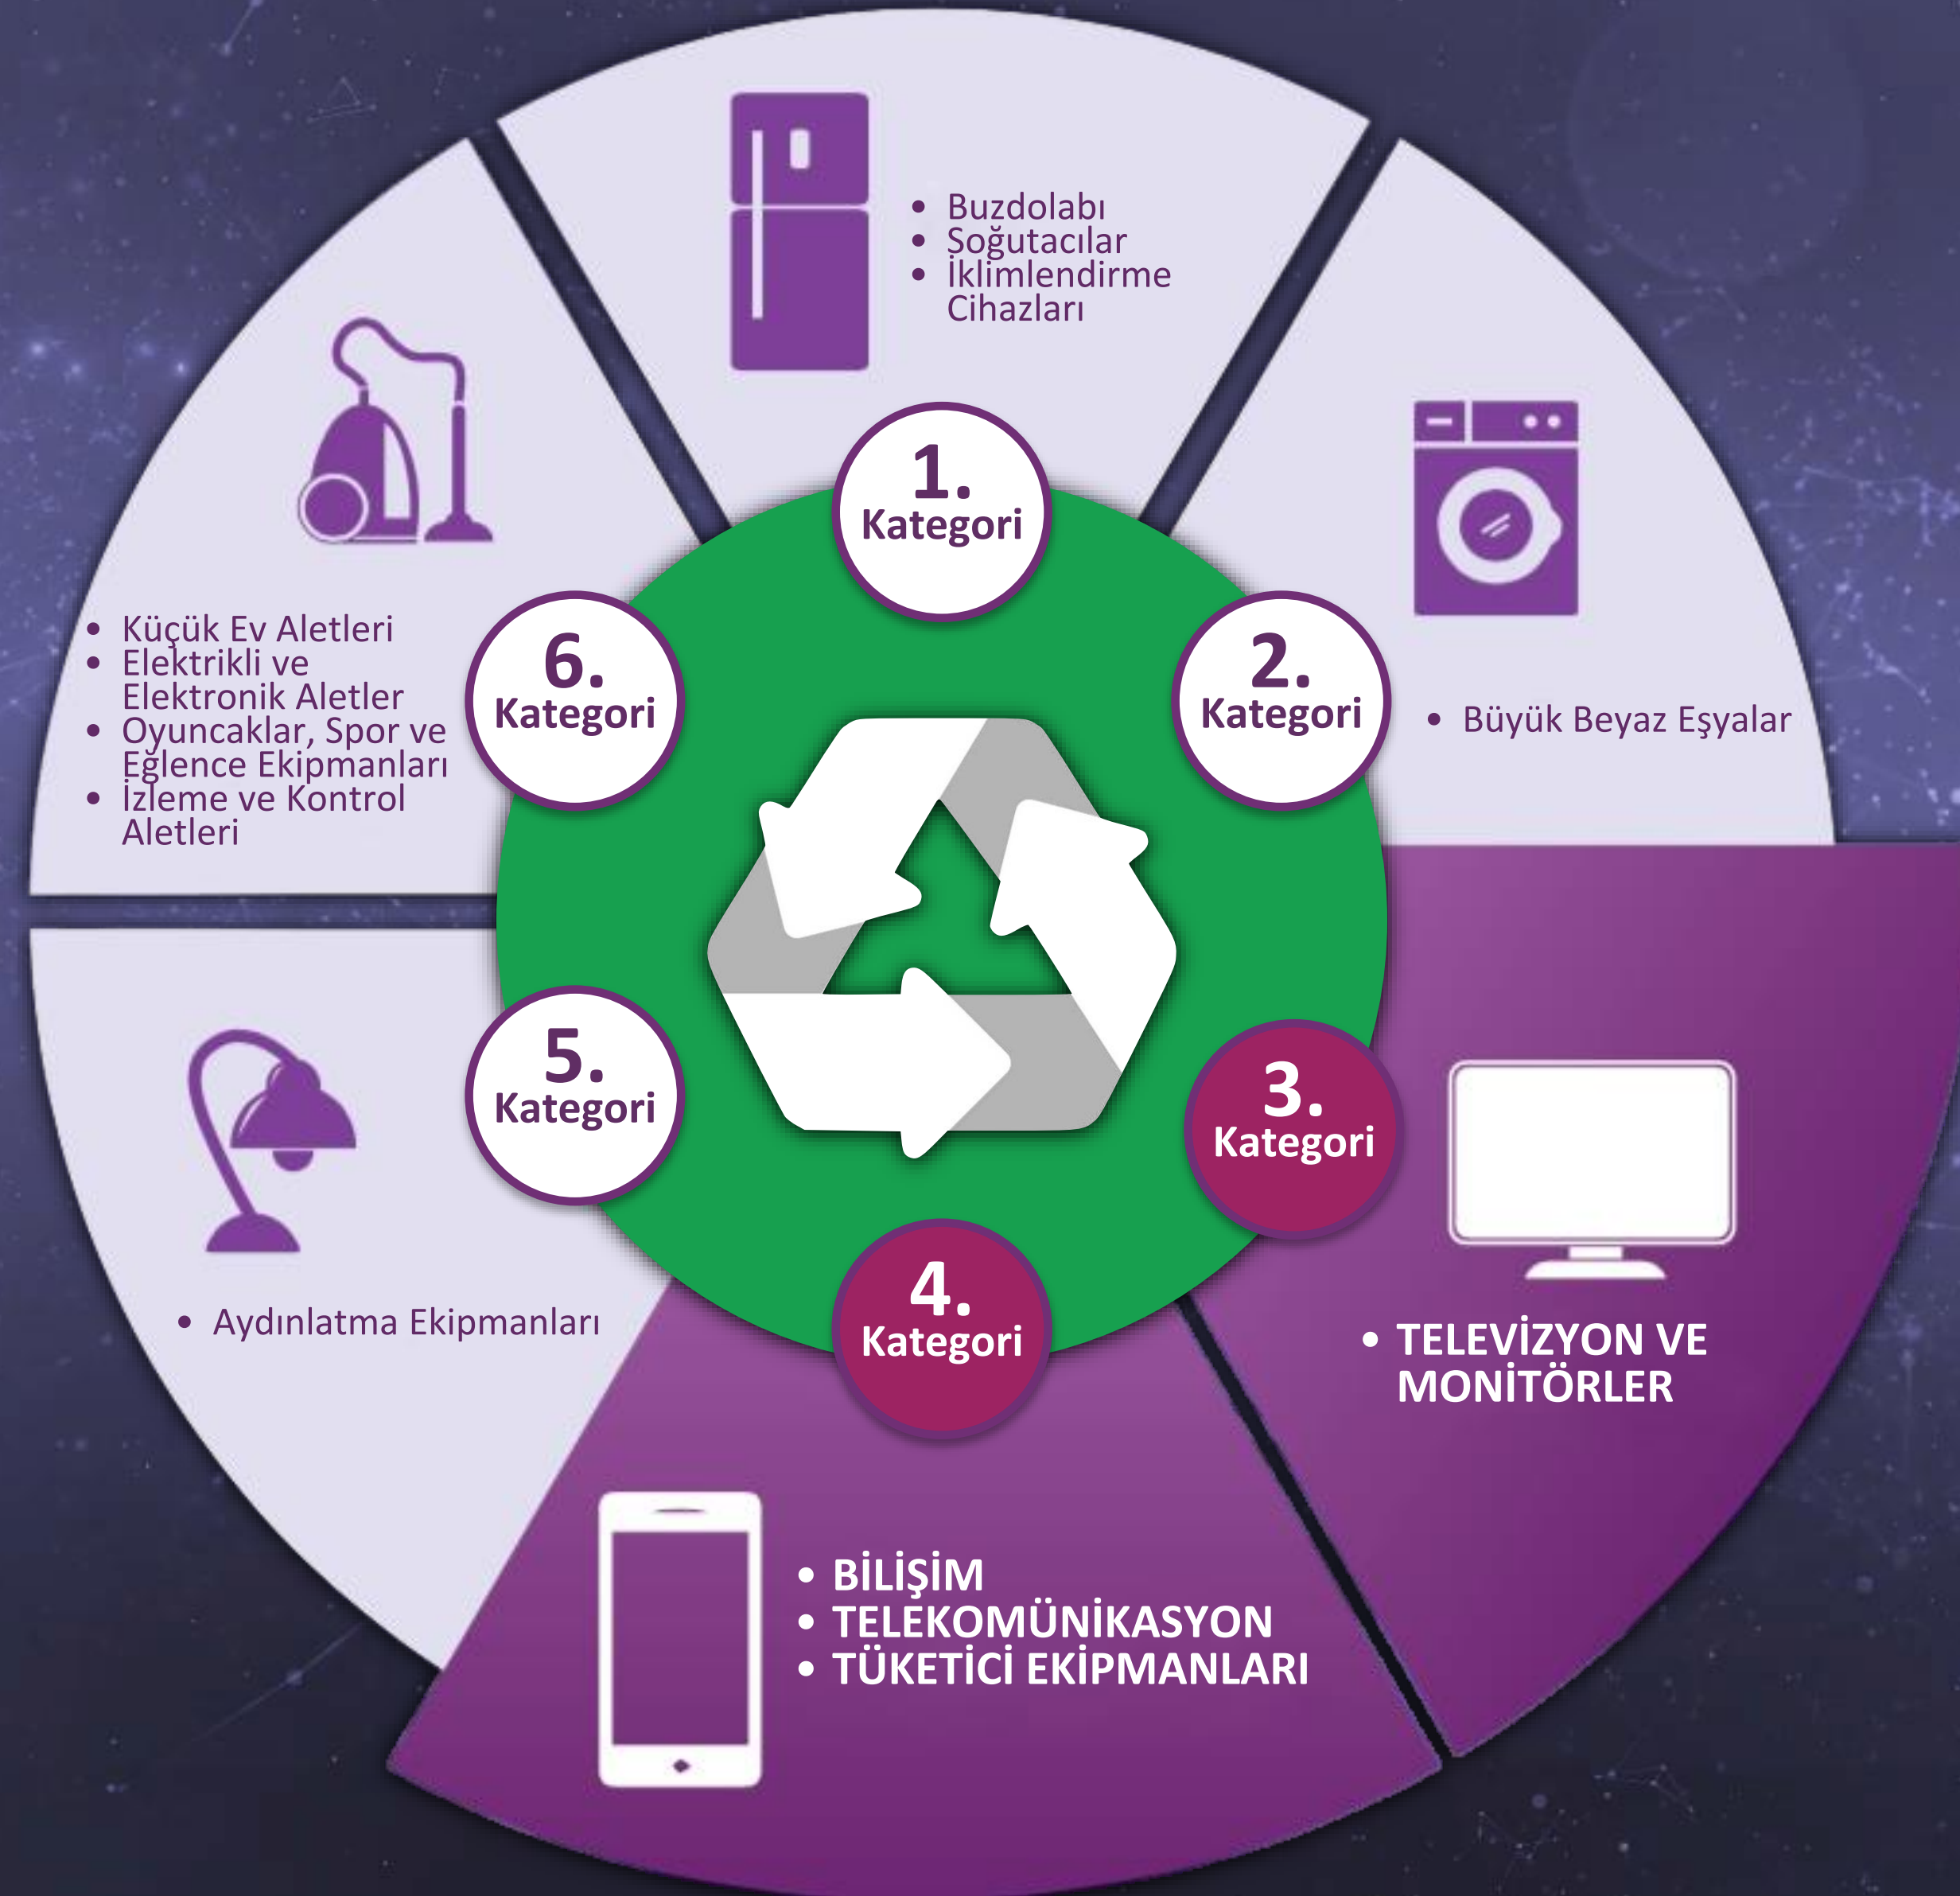 1.
Kategori
• Buzdolabı
• Soğutacılar
• İklimlendirme
Cihazları
2.
Kategori
• Büyük Beyaz Eşyalar
3.
Kategori
• TELEVİZYON VE
MONİTÖRLER
4.
Kategori
• BİLİŞİM
• TELEKOMÜNİKASYON
• TÜKETİCİ EKİPMANLARI
5.
Kategori
• Aydınlatma Ekipmanları
6.
Kategori
• Küçük Ev Aletleri
• Elektrikli ve
Elektronik Aletler
• Oyuncaklar, Spor ve
Eğlence Ekipmanları
• İzleme ve Kontrol
Aletleri